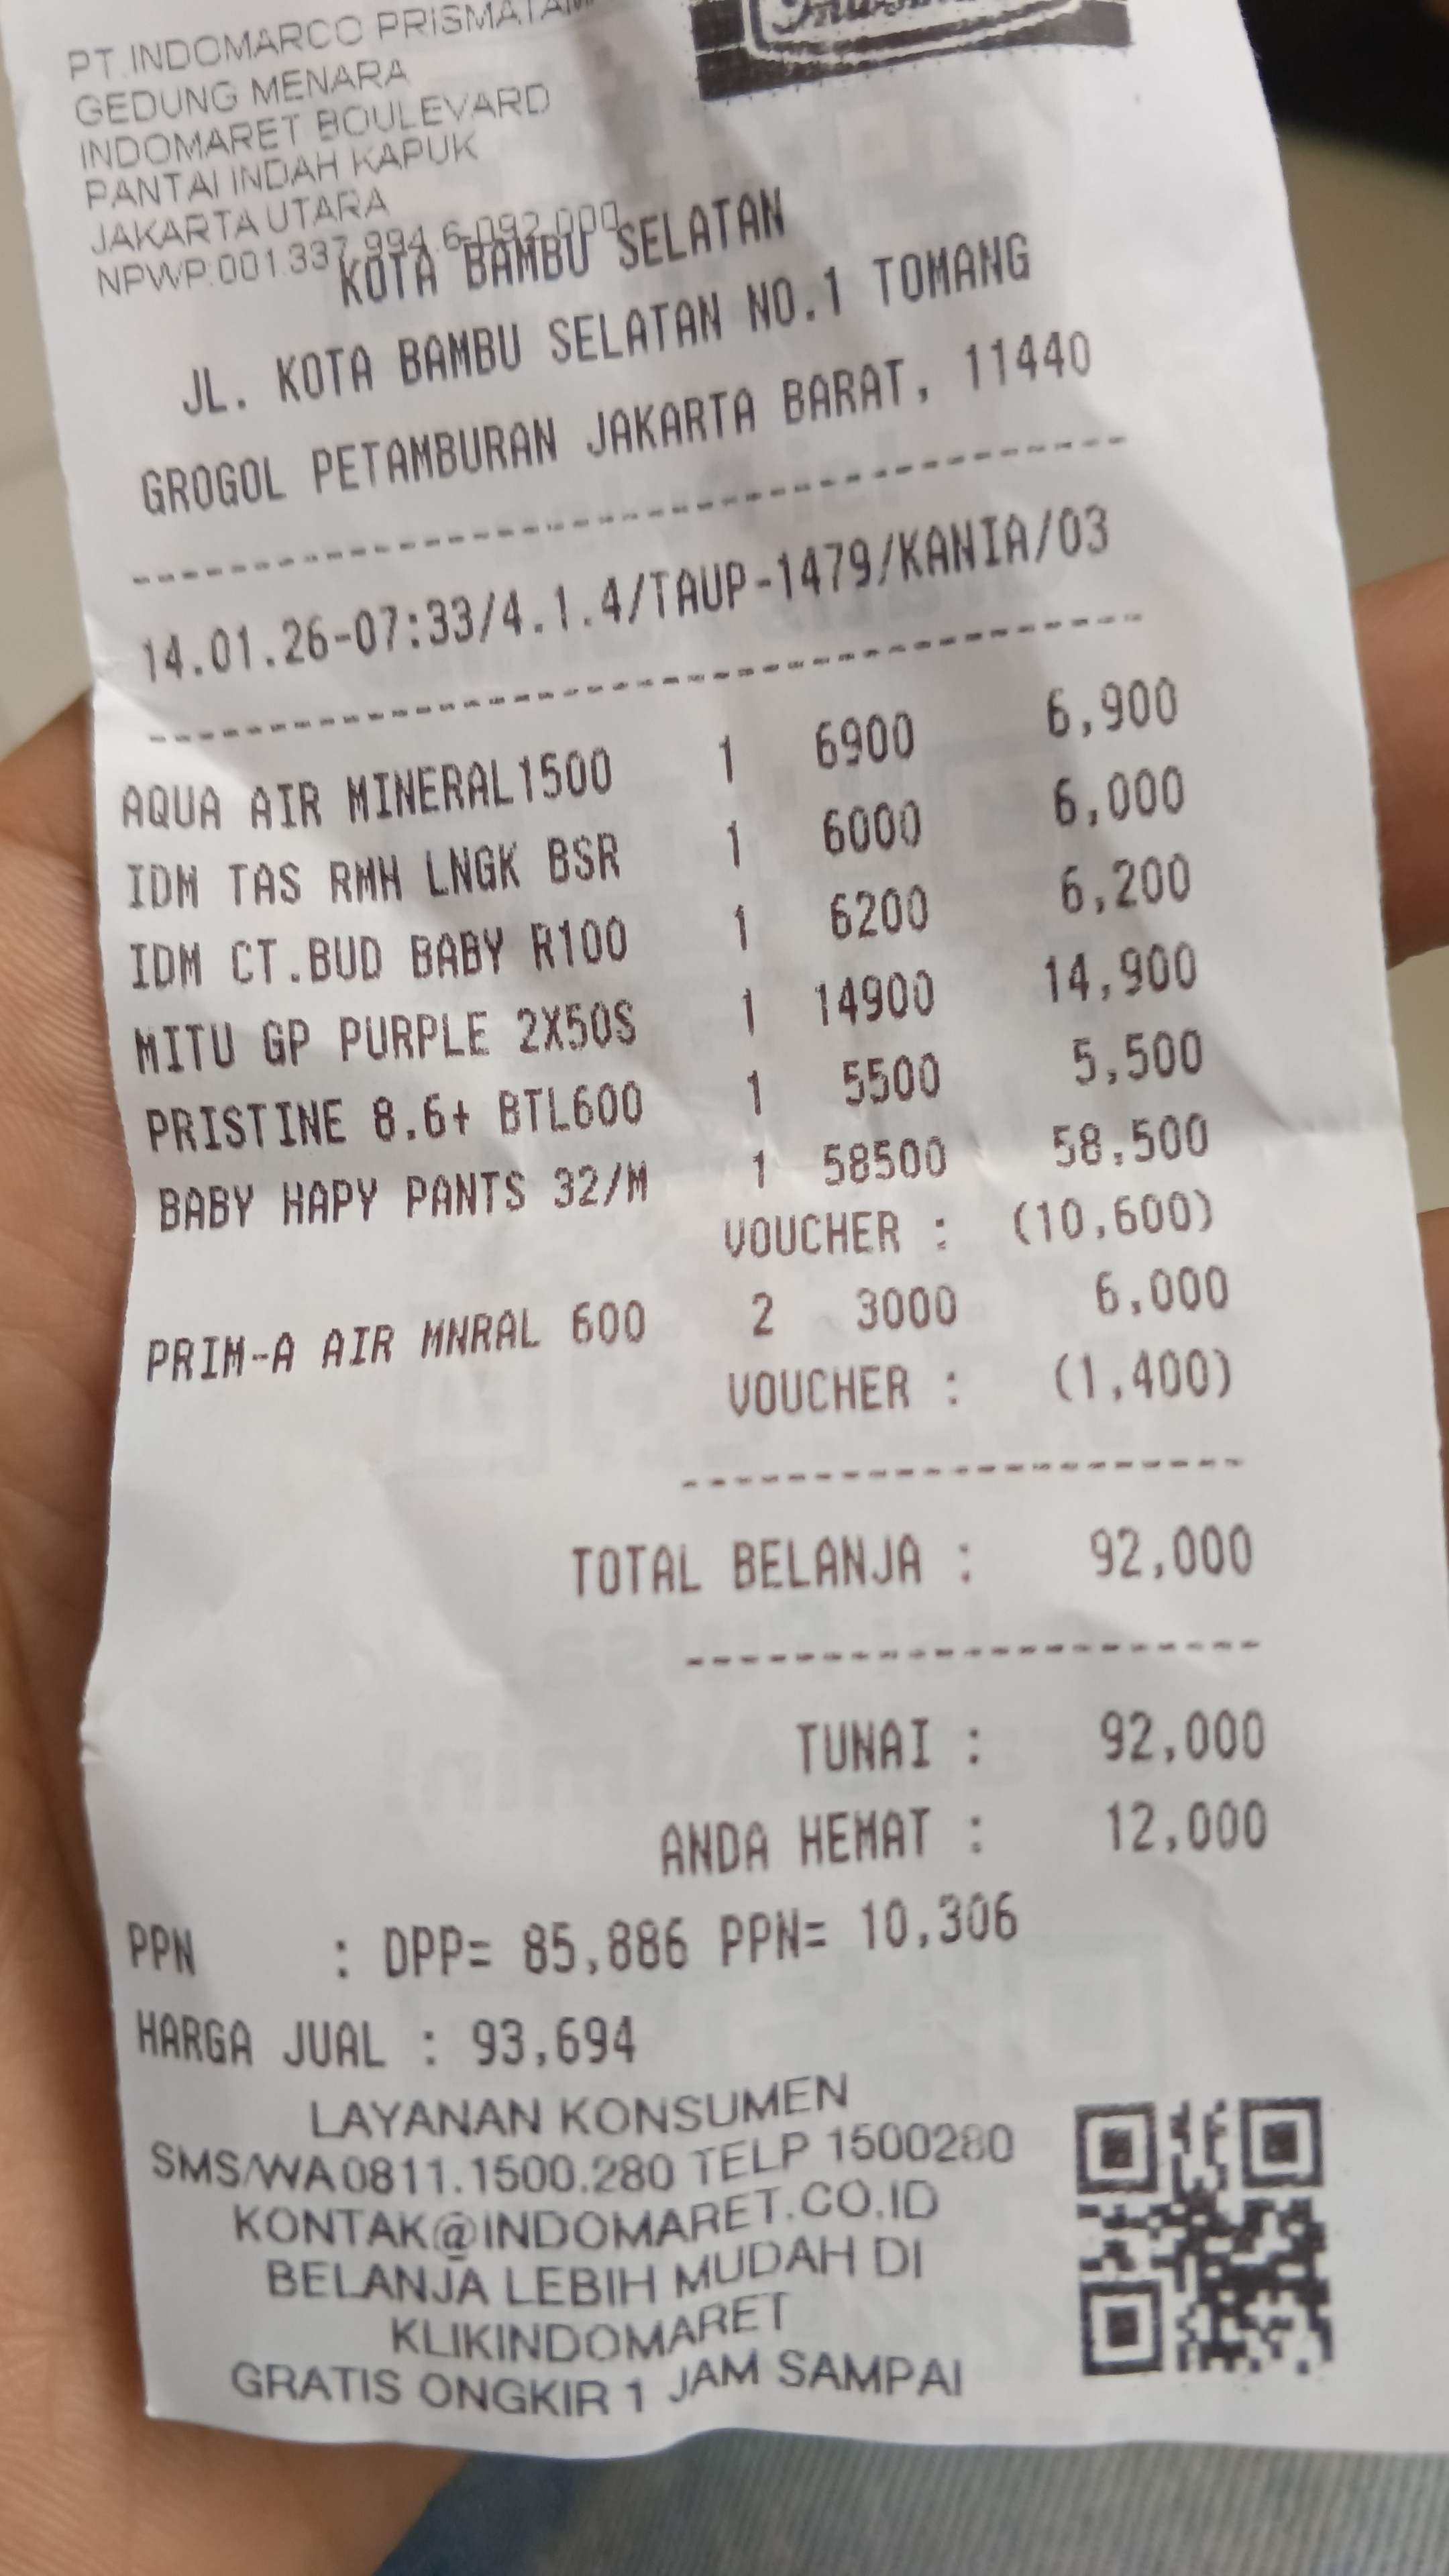 PT.INDOMARCO PRISMATAMA
GEDUNG MENARA
INDOMARET BOULEVARD
PANTAI INDAH KAPUK
JAKARTA UTARA
NPWP:001.337.994.6-092.000
KOTA BAMBU SELATAN
JL. KOTA BAMBU SELATAN NO.1 TOMANG
GROGOL PETAMBURAN JAKARTA BARAT, 11440
14.01.26-07:33/4.1.4/TAUP-1479/KANIA/03
AQUA AIR MINERAL1500 1 6900 6,900
IDM TAS RMH LNGK BSR 1 6000 6,000
IDM CT.BUD BABY R100 1 6200 6,200
MITU GP PURPLE 2X50S 1 14900 14,900
PRISTINE 8.6+ BTL600 1 5500 5,500
BABY HAPY PANTS 32/M 1 58500 58,500
VOUCHER : (10,600)
PRIM-A AIR MNRAL 600 2 3000 6,000
VOUCHER : (1,400)
TOTAL BELANJA : 92,000
TUNAI : 92,000
ANDA HEMAT : 12,000
PPN : DPP= 85,886 PPN= 10,306
HARGA JUAL : 93,694
LAYANAN KONSUMEN
SMS/WA0811.1500.280 TELP 1500280
KONTAK@INDOMARET.CO.ID
BELANJA LEBIH MUDAH DI
KLIKINDOMARET
GRATIS ONGKIR 1 JAM SAMPAI